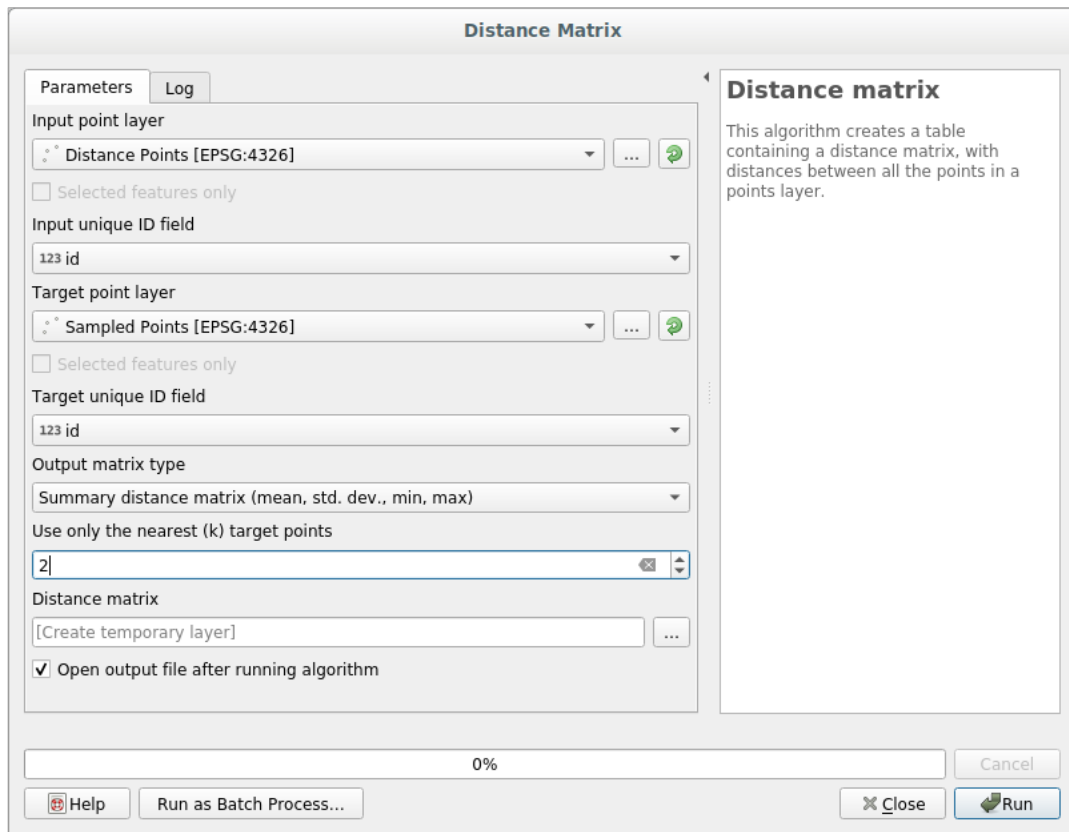 Distance Matrix
Parameters
Log
Input point layer
Distance Points [EPSG:4326]
...
Selected features only
Input unique ID field
123 id
Target point layer
Sampled Points [EPSG:4326]
...
Selected features only
Target unique ID field
123 id
Output matrix type
Summary distance matrix (mean, std. dev., min, max)
Use only the nearest (k) target points
2
Distance matrix
[Create temporary layer]
...
Open output file after running algorithm
Distance matrix
This algorithm creates a table
containing a distance matrix, with
distances between all the points in a
points layer.
0%
Cancel
Help
Run as Batch Process...
Close
Run